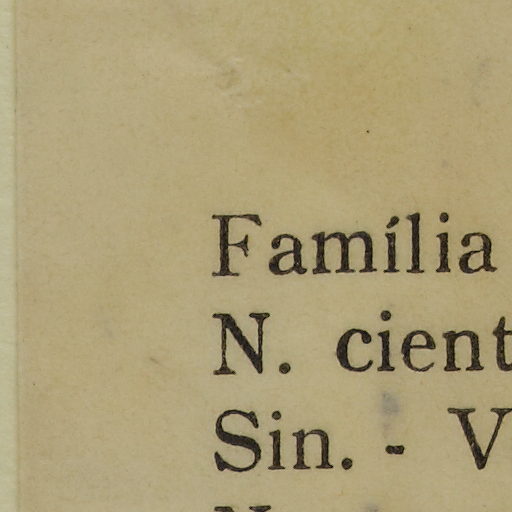 Família
N. cient
Sin. - V